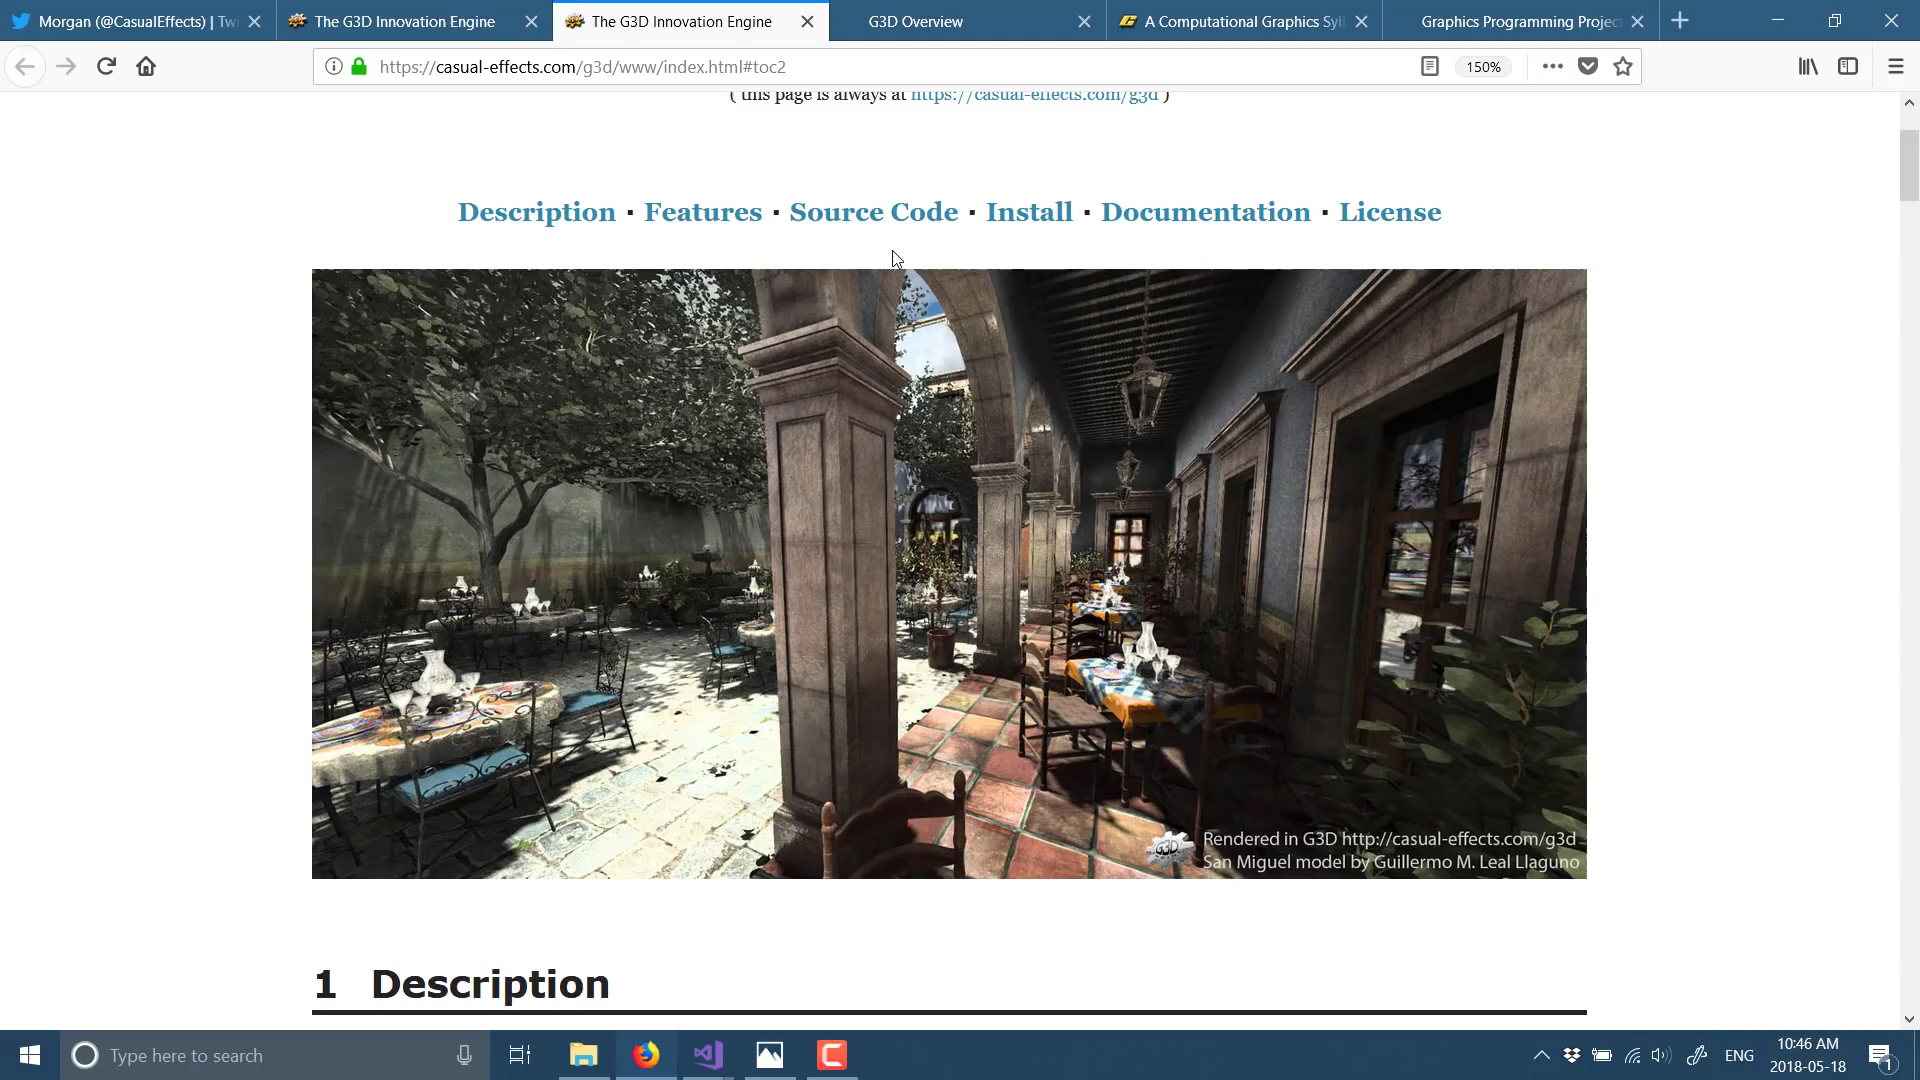 Morgan (@CasualEffects) | Tw
The G3D Innovation Engine
The G3D Innovation Engine
G3D Overview
A Computational Graphics Syl
Graphics Programming Projec
https://casual-effects.com/g3d/www/index.html#toc2
150%
( this page is always at https://casual-effects.com/g3d )
Description · Features · Source Code · Install · Documentation · License
G3D
Rendered in G3D http://casual-effects.com/g3d
San Miguel model by Guillermo M. Leal Llaguno
1 Description
Type here to search
ENG
10:46 AM
2018-05-18
1